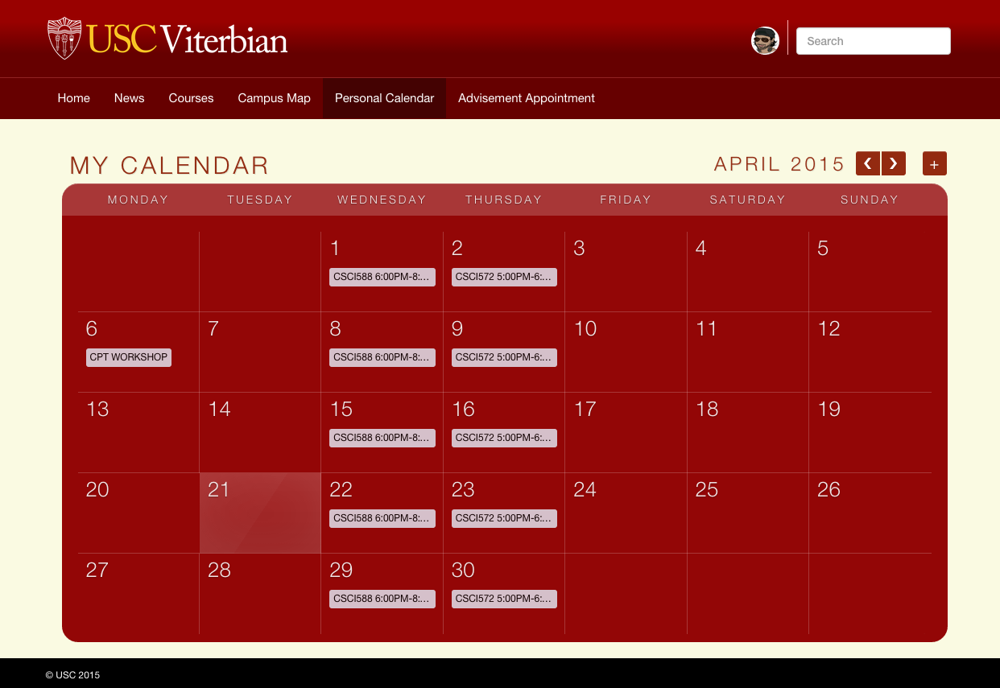 USC Viterbian
Search
Home News Courses Campus Map Personal Calendar Advisement Appointment
MY CALENDAR APRIL 2015 ❮ ❯ +
MONDAY TUESDAY WEDNESDAY THURSDAY FRIDAY SATURDAY SUNDAY
1 2 3 4 5
CSCI588 6:00PM-8:... CSCI572 5:00PM-6:...
6 7 8 9 10 11 12
CPT WORKSHOP CSCI588 6:00PM-8:... CSCI572 5:00PM-6:...
13 14 15 16 17 18 19
CSCI588 6:00PM-8:... CSCI572 5:00PM-6:...
20 21 22 23 24 25 26
CSCI588 6:00PM-8:... CSCI572 5:00PM-6:...
27 28 29 30
CSCI588 6:00PM-8:... CSCI572 5:00PM-6:...
© USC 2015